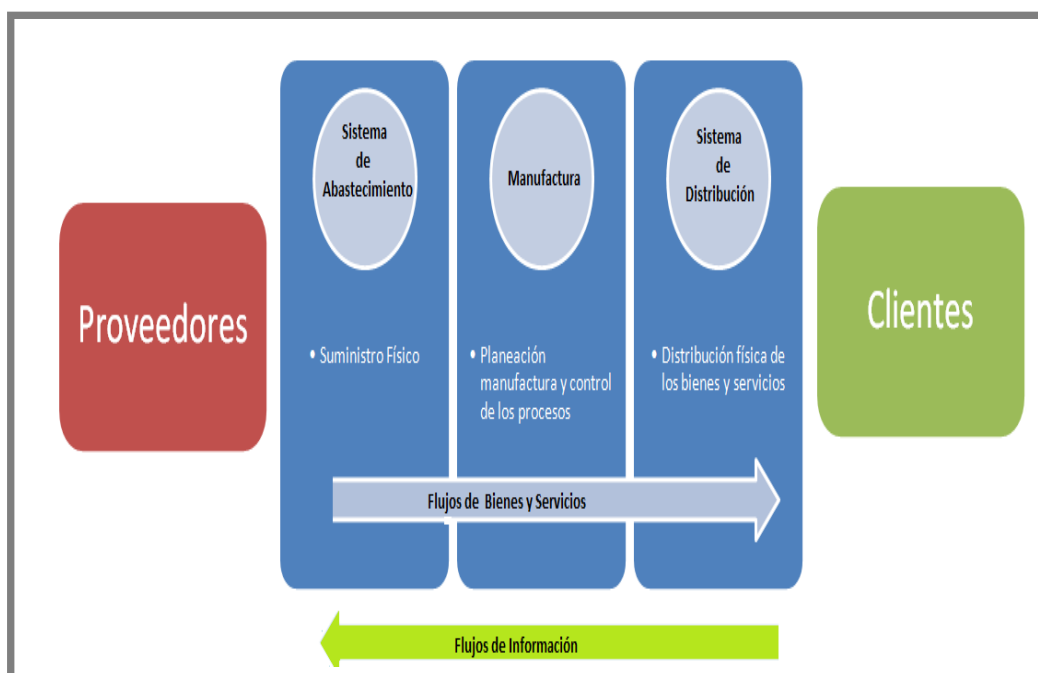 Proveedores
Sistema
de
Abastecimiento
• Suministro Físico
Manufactura
• Planeación
manufactura y control
de los procesos
Sistema
de
Distribución
• Distribución física de
los bienes y servicios
Clientes
Flujos de Bienes y Servicios
Flujos de Información